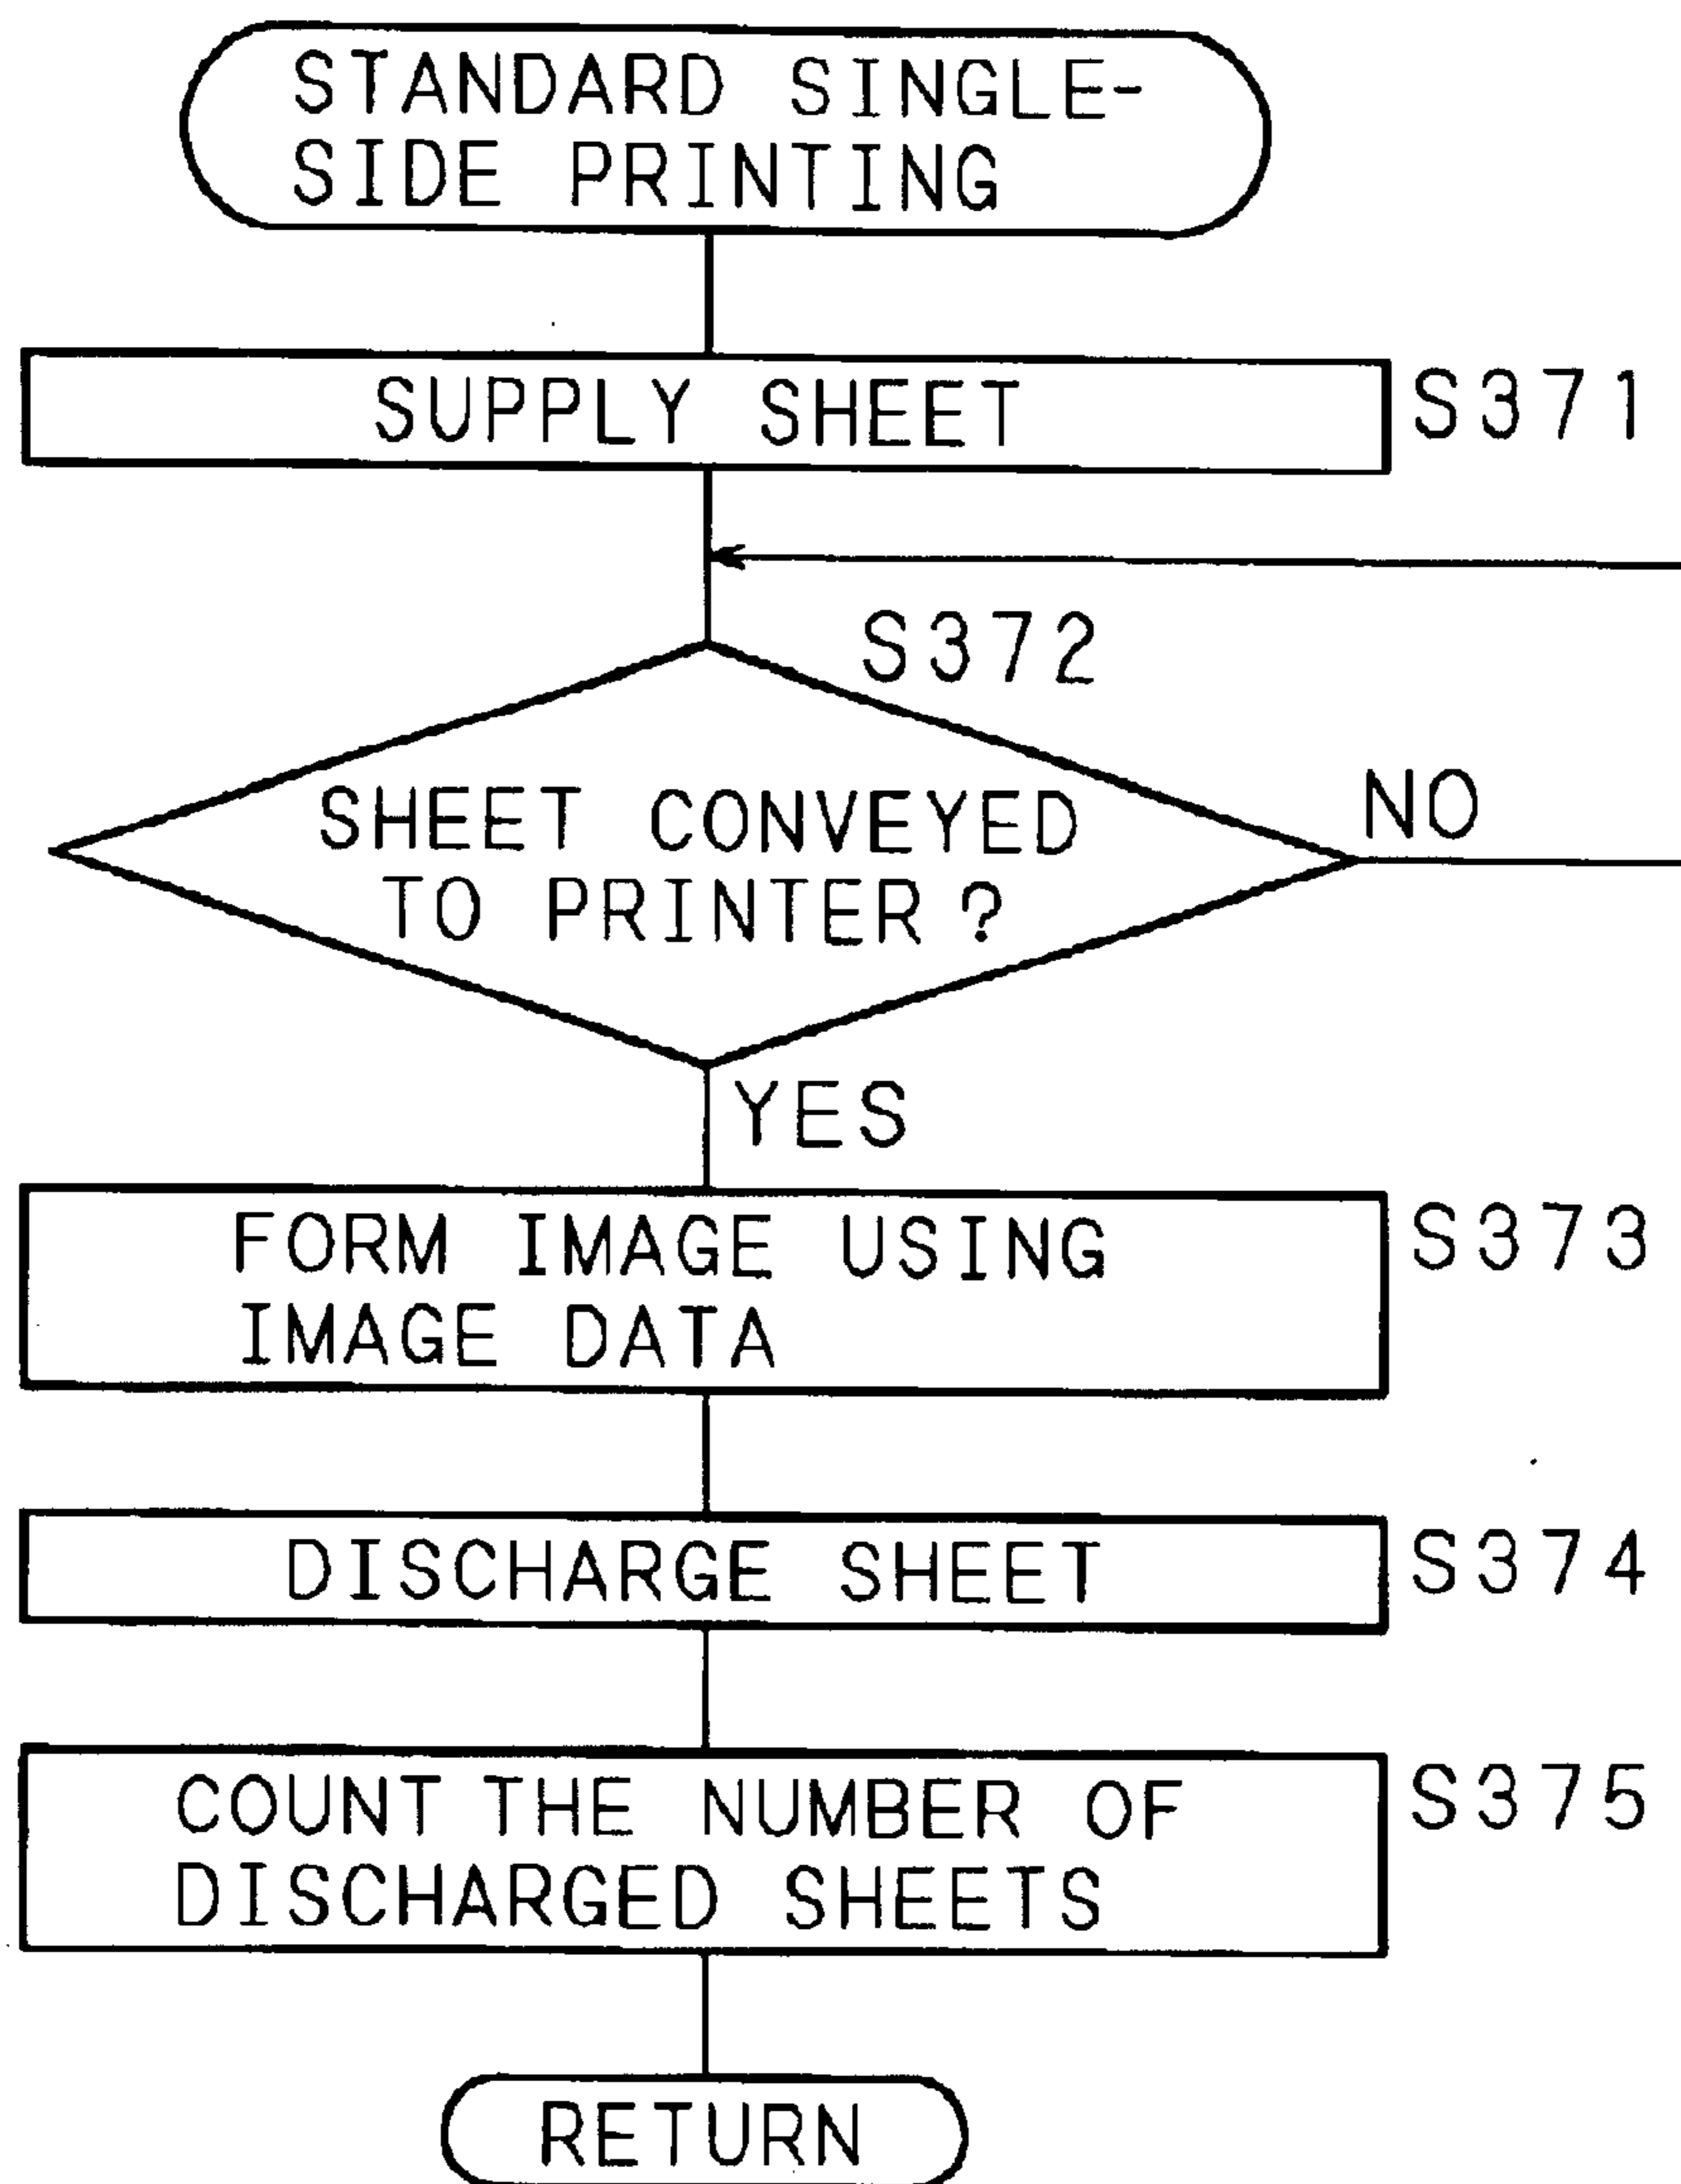 STANDARD SINGLE-
SIDE PRINTING
SUPPLY SHEET
S371
S372
SHEET CONVEYED
TO PRINTER?
NO
YES
FORM IMAGE USING
IMAGE DATA
S373
DISCHARGE SHEET
S374
COUNT THE NUMBER OF
DISCHARGED SHEETS
S375
RETURN